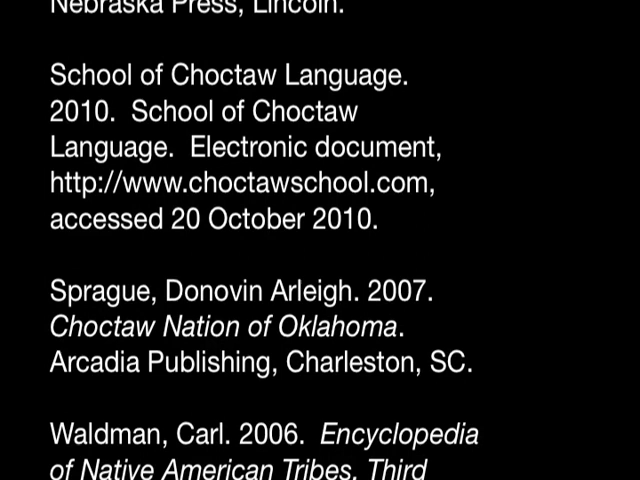 Nebraska Press, Lincoln.
School of Choctaw Language.
2010.  School of Choctaw
Language.  Electronic document,
http://www.choctawschool.com,
accessed 20 October 2010.
Sprague, Donovin Arleigh. 2007.
Choctaw Nation of Oklahoma.
Arcadia Publishing, Charleston, SC.
Waldman, Carl. 2006.  Encyclopedia
of Native American Tribes, Third